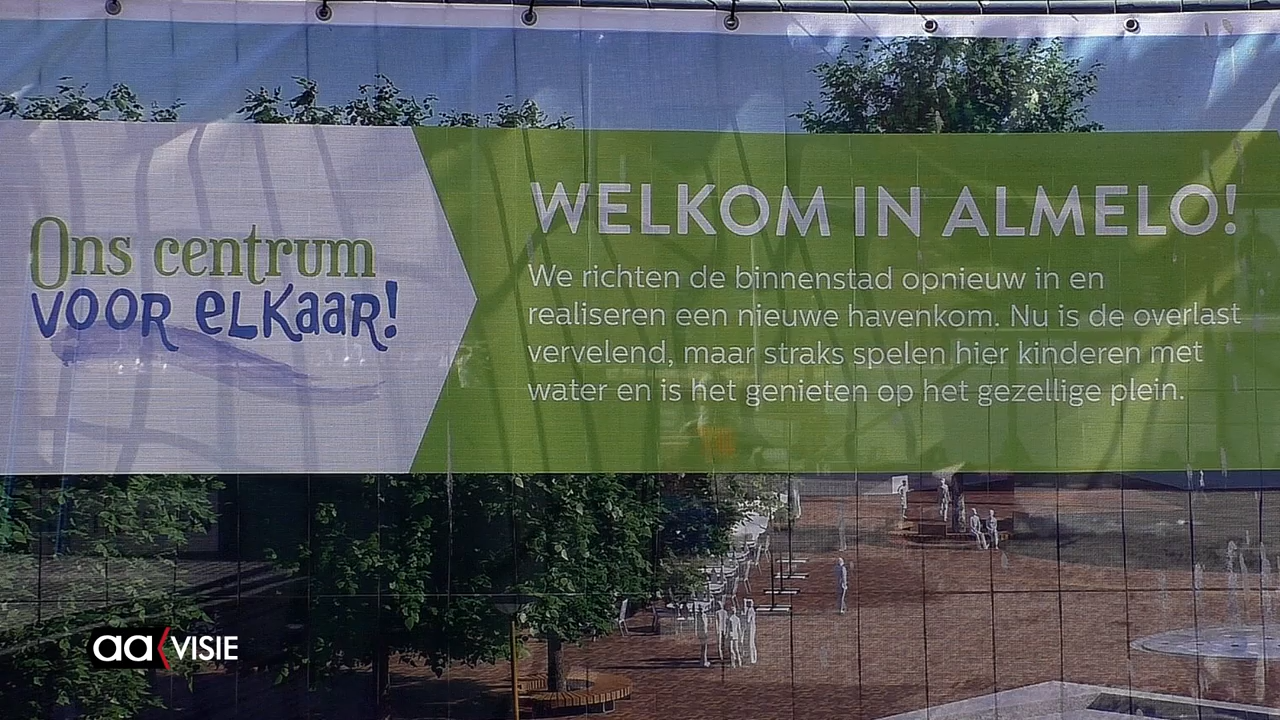 Ons centrum
VOOR ELKAAR!
WELKOM IN ALMELO!
We richten de binnenstad opnieuw in en
realiseren een nieuwe havenkom. Nu is de overlast
vervelend, maar straks spelen hier kinderen met
water en is het genieten op het gezellige plein.
aa VISIE